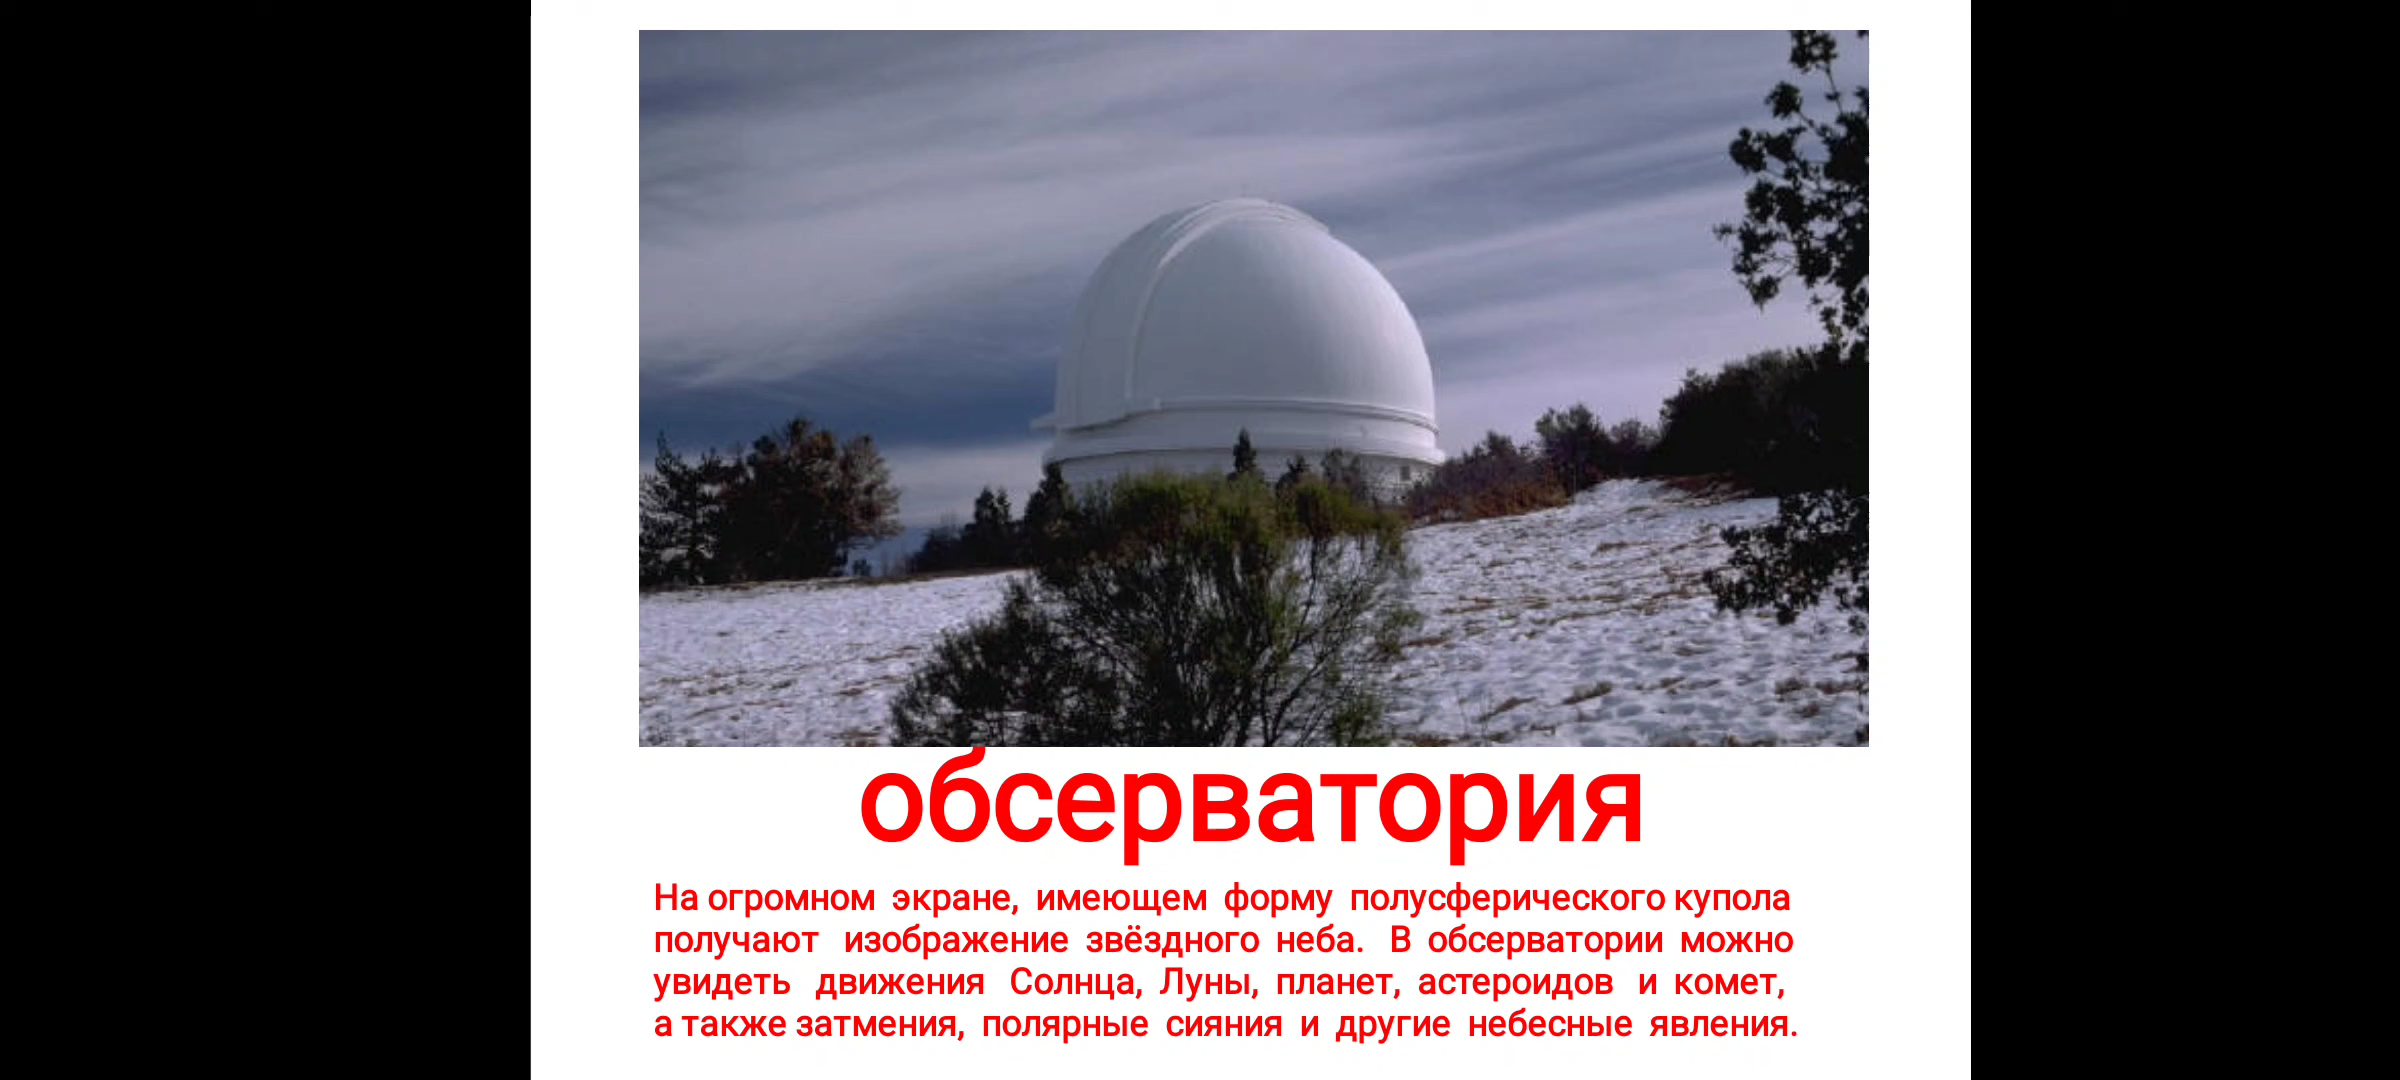 обсерватория
На огромном экране, имеющем форму полусферического купола
получают изображение звёздного неба. В обсерватории можно
увидеть движения Солнца, Луны, планет, астероидов и комет,
а также затмения, полярные сияния и другие небесные явления.